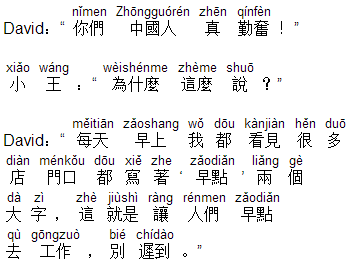 nǐmen Zhōngguórén zhēn qínfèn
David：“ 你們 中國人 真 勤奮！”
xiǎo wáng wèishénme zhème shuō
小 王：“ 為什麼 這麼 說？”
měitiān zǎoshang wǒ dōu kànjiàn hěn duō
David：“ 每天 早上 我 都 看見 很 多
diàn ménkǒu dōu xiě zhe zǎodiǎn liǎng gè
店 門口 都 寫 著 ‘ 早點 ’ 兩 個
dà zì zhè jiùshì ràng rénmen zǎodiǎn
大 字， 這 就是 讓 人們 早點
qù gōngzuò bié chídào
去 工作， 別 遲到。”